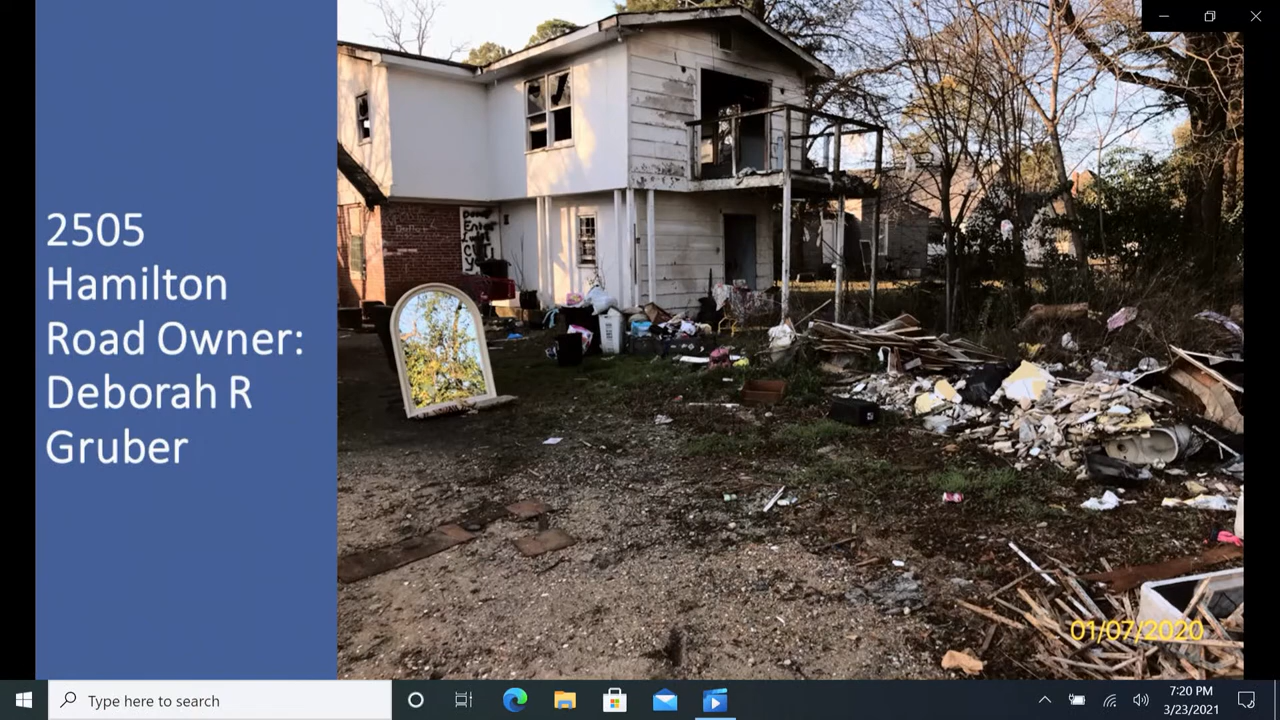 2505
Hamilton
Road Owner:
Deborah R
Gruber
01/07/2020
Type here to search
7:20 PM
3/23/2021